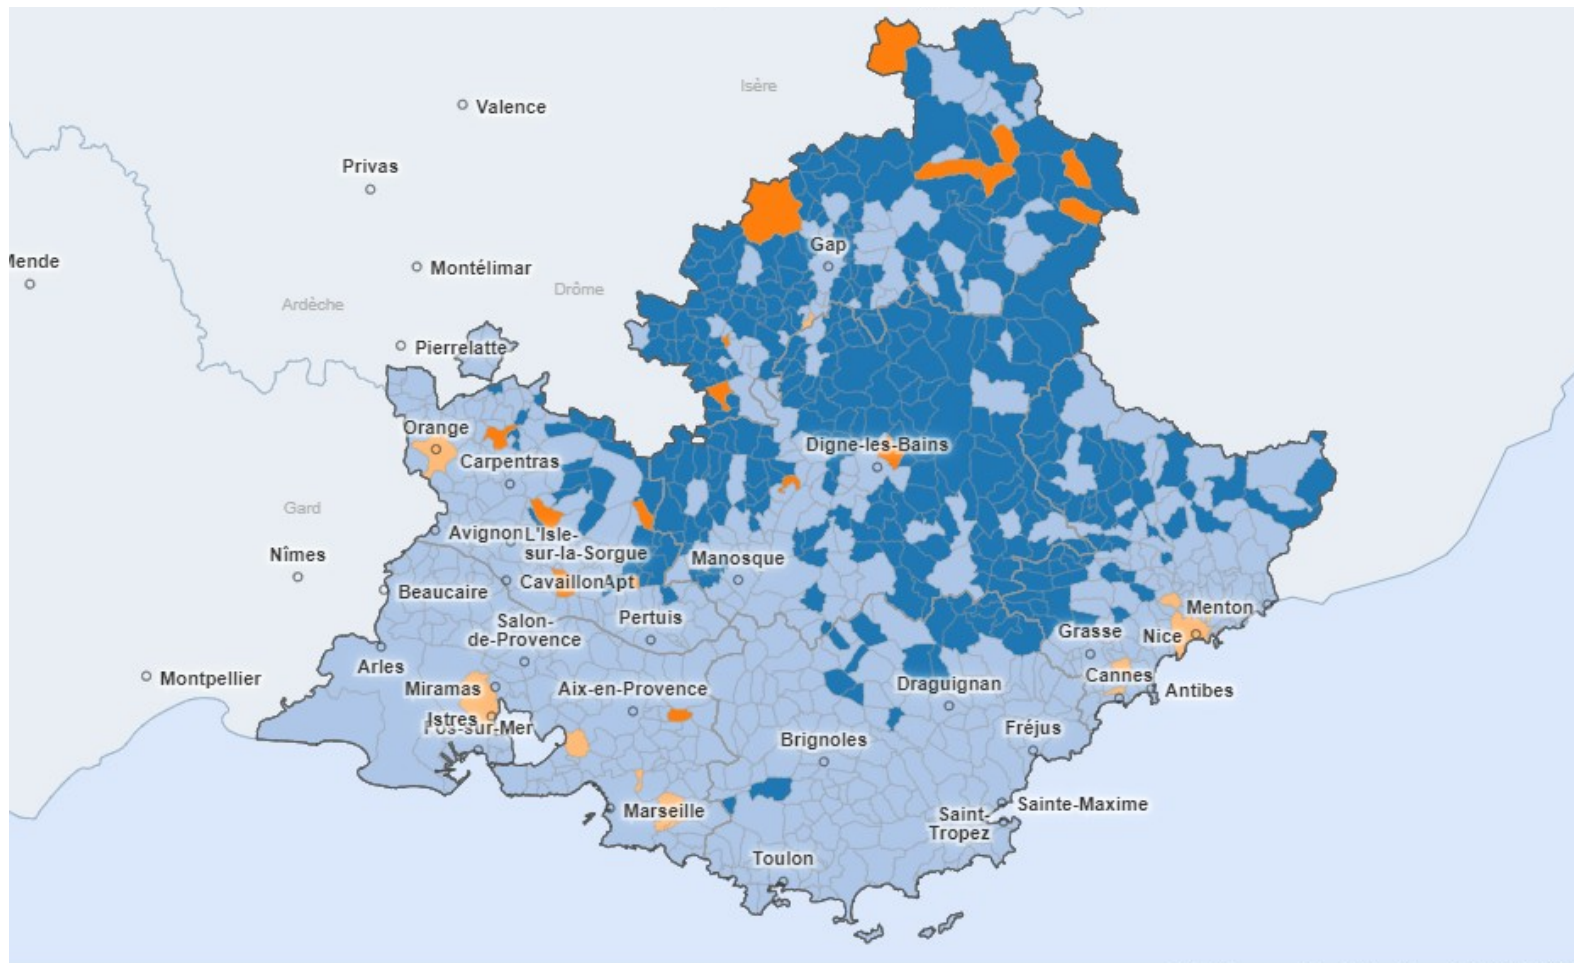 Isère
Valence
Privas
Gap
Mende
Montélimar
Drôme
Ardèche
Pierrelatte
Orange
Digne-les-Bains
Carpentras
Gard
Avignon
L'Isle-
sur-la-Sorgue
Nîmes
Manosque
Cavaillon
Apt
Beaucaire
Menton
Pertuis
Salon-
de-Provence
Grasse
Nice
Arles
Montpellier
Cannes
Miramas
Aix-en-Provence
Draguignan
Antibes
Istres
Fos-sur-Mer
Fréjus
Brignoles
Marseille
Sainte-Maxime
Saint-
Tropez
Toulon